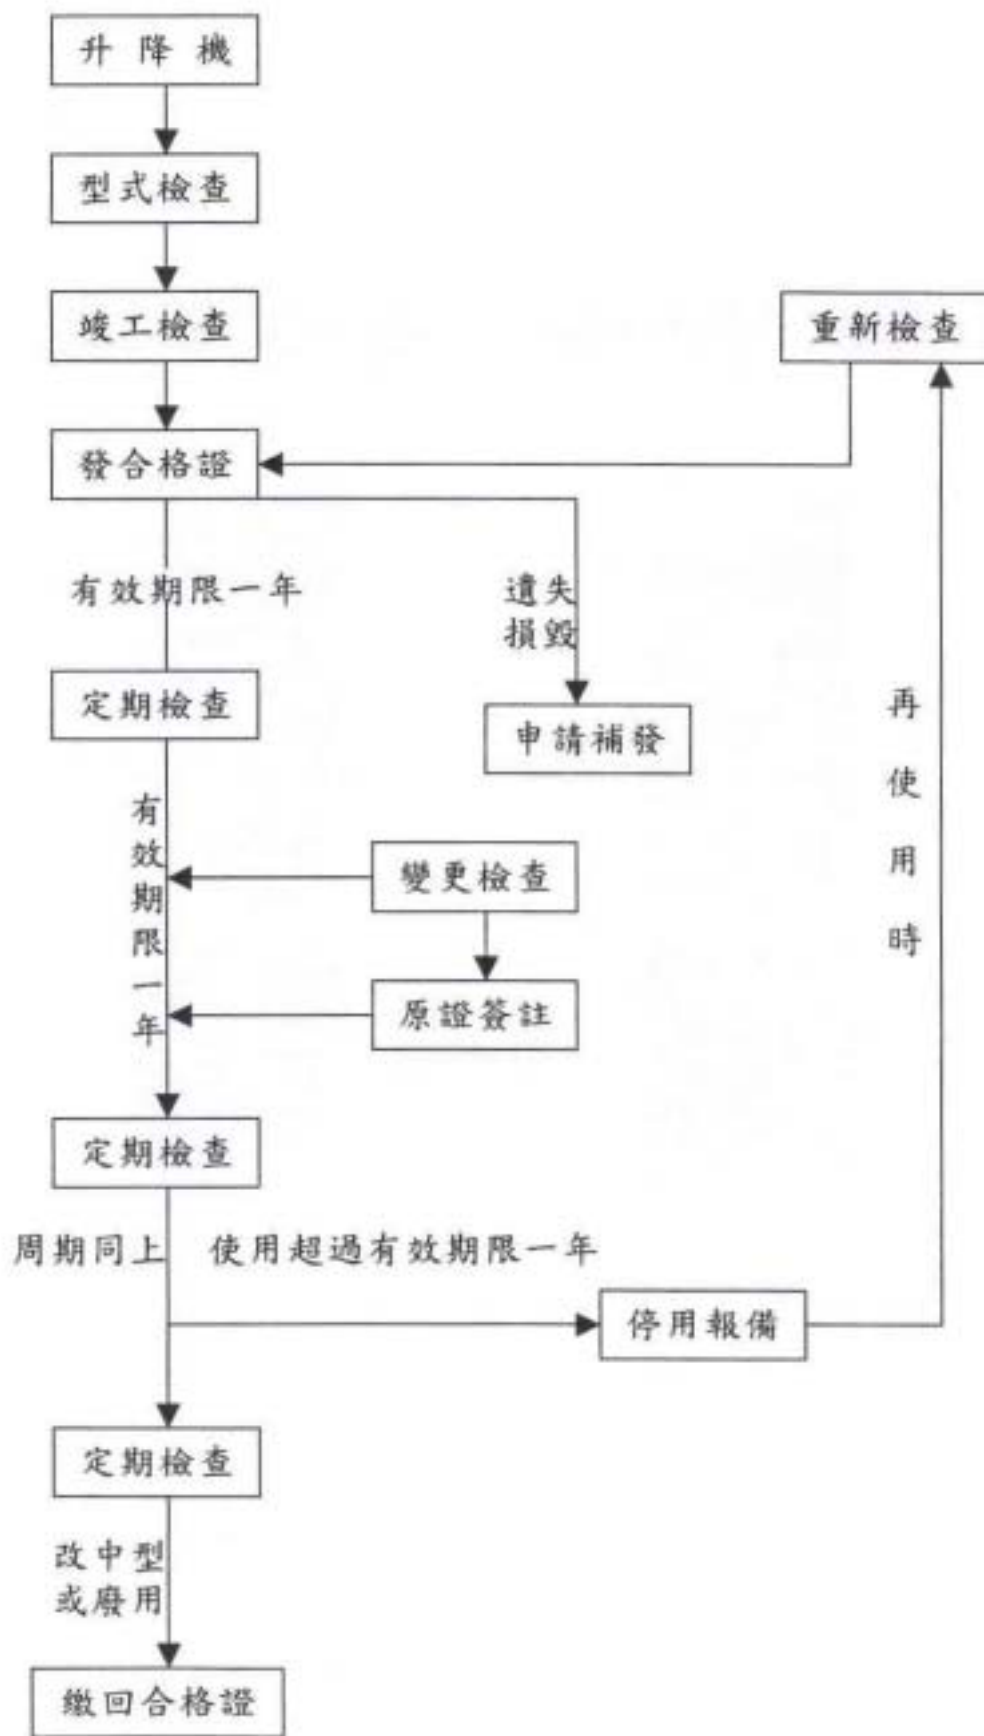 升降機
型式檢查
竣工檢查
重新檢查
發合格證
有效期限一年
遺失
損毀
定期檢查
申請補發
再使用時
有效期限一年
變更檢查
原證簽註
定期檢查
周期同上
使用超過有效期限一年
停用報備
定期檢查
改中型
或廢用
繳回合格證